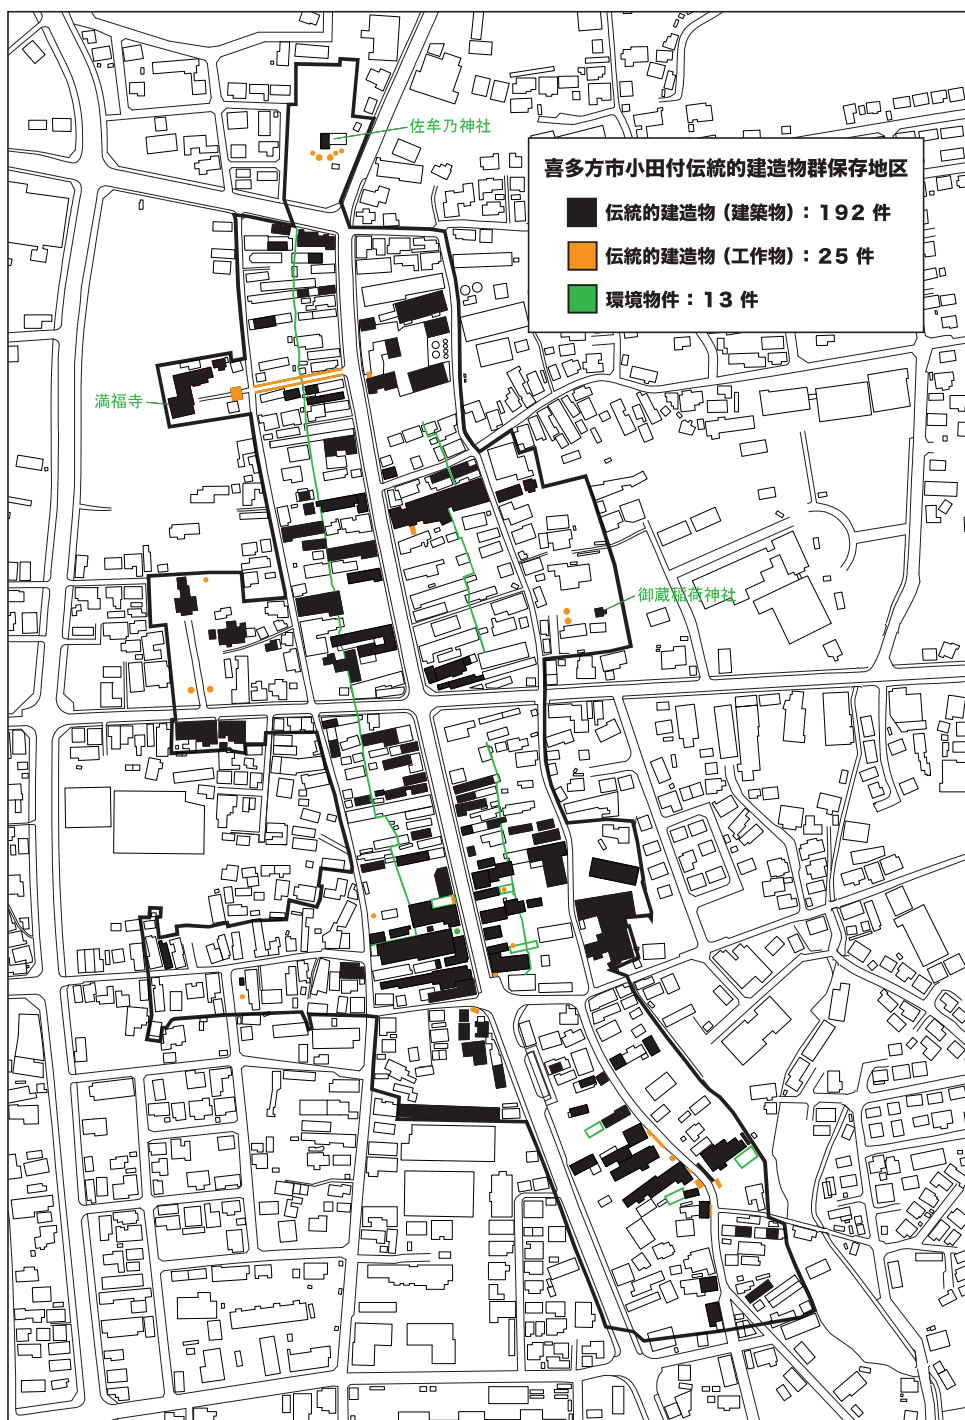 佐牟乃神社
喜多方市小田付伝統的建造物群保存地区
伝統的建造物（建築物）：192 件
伝統的建造物（工作物）：25 件
環境物件：13 件
満福寺
御蔵稲荷神社